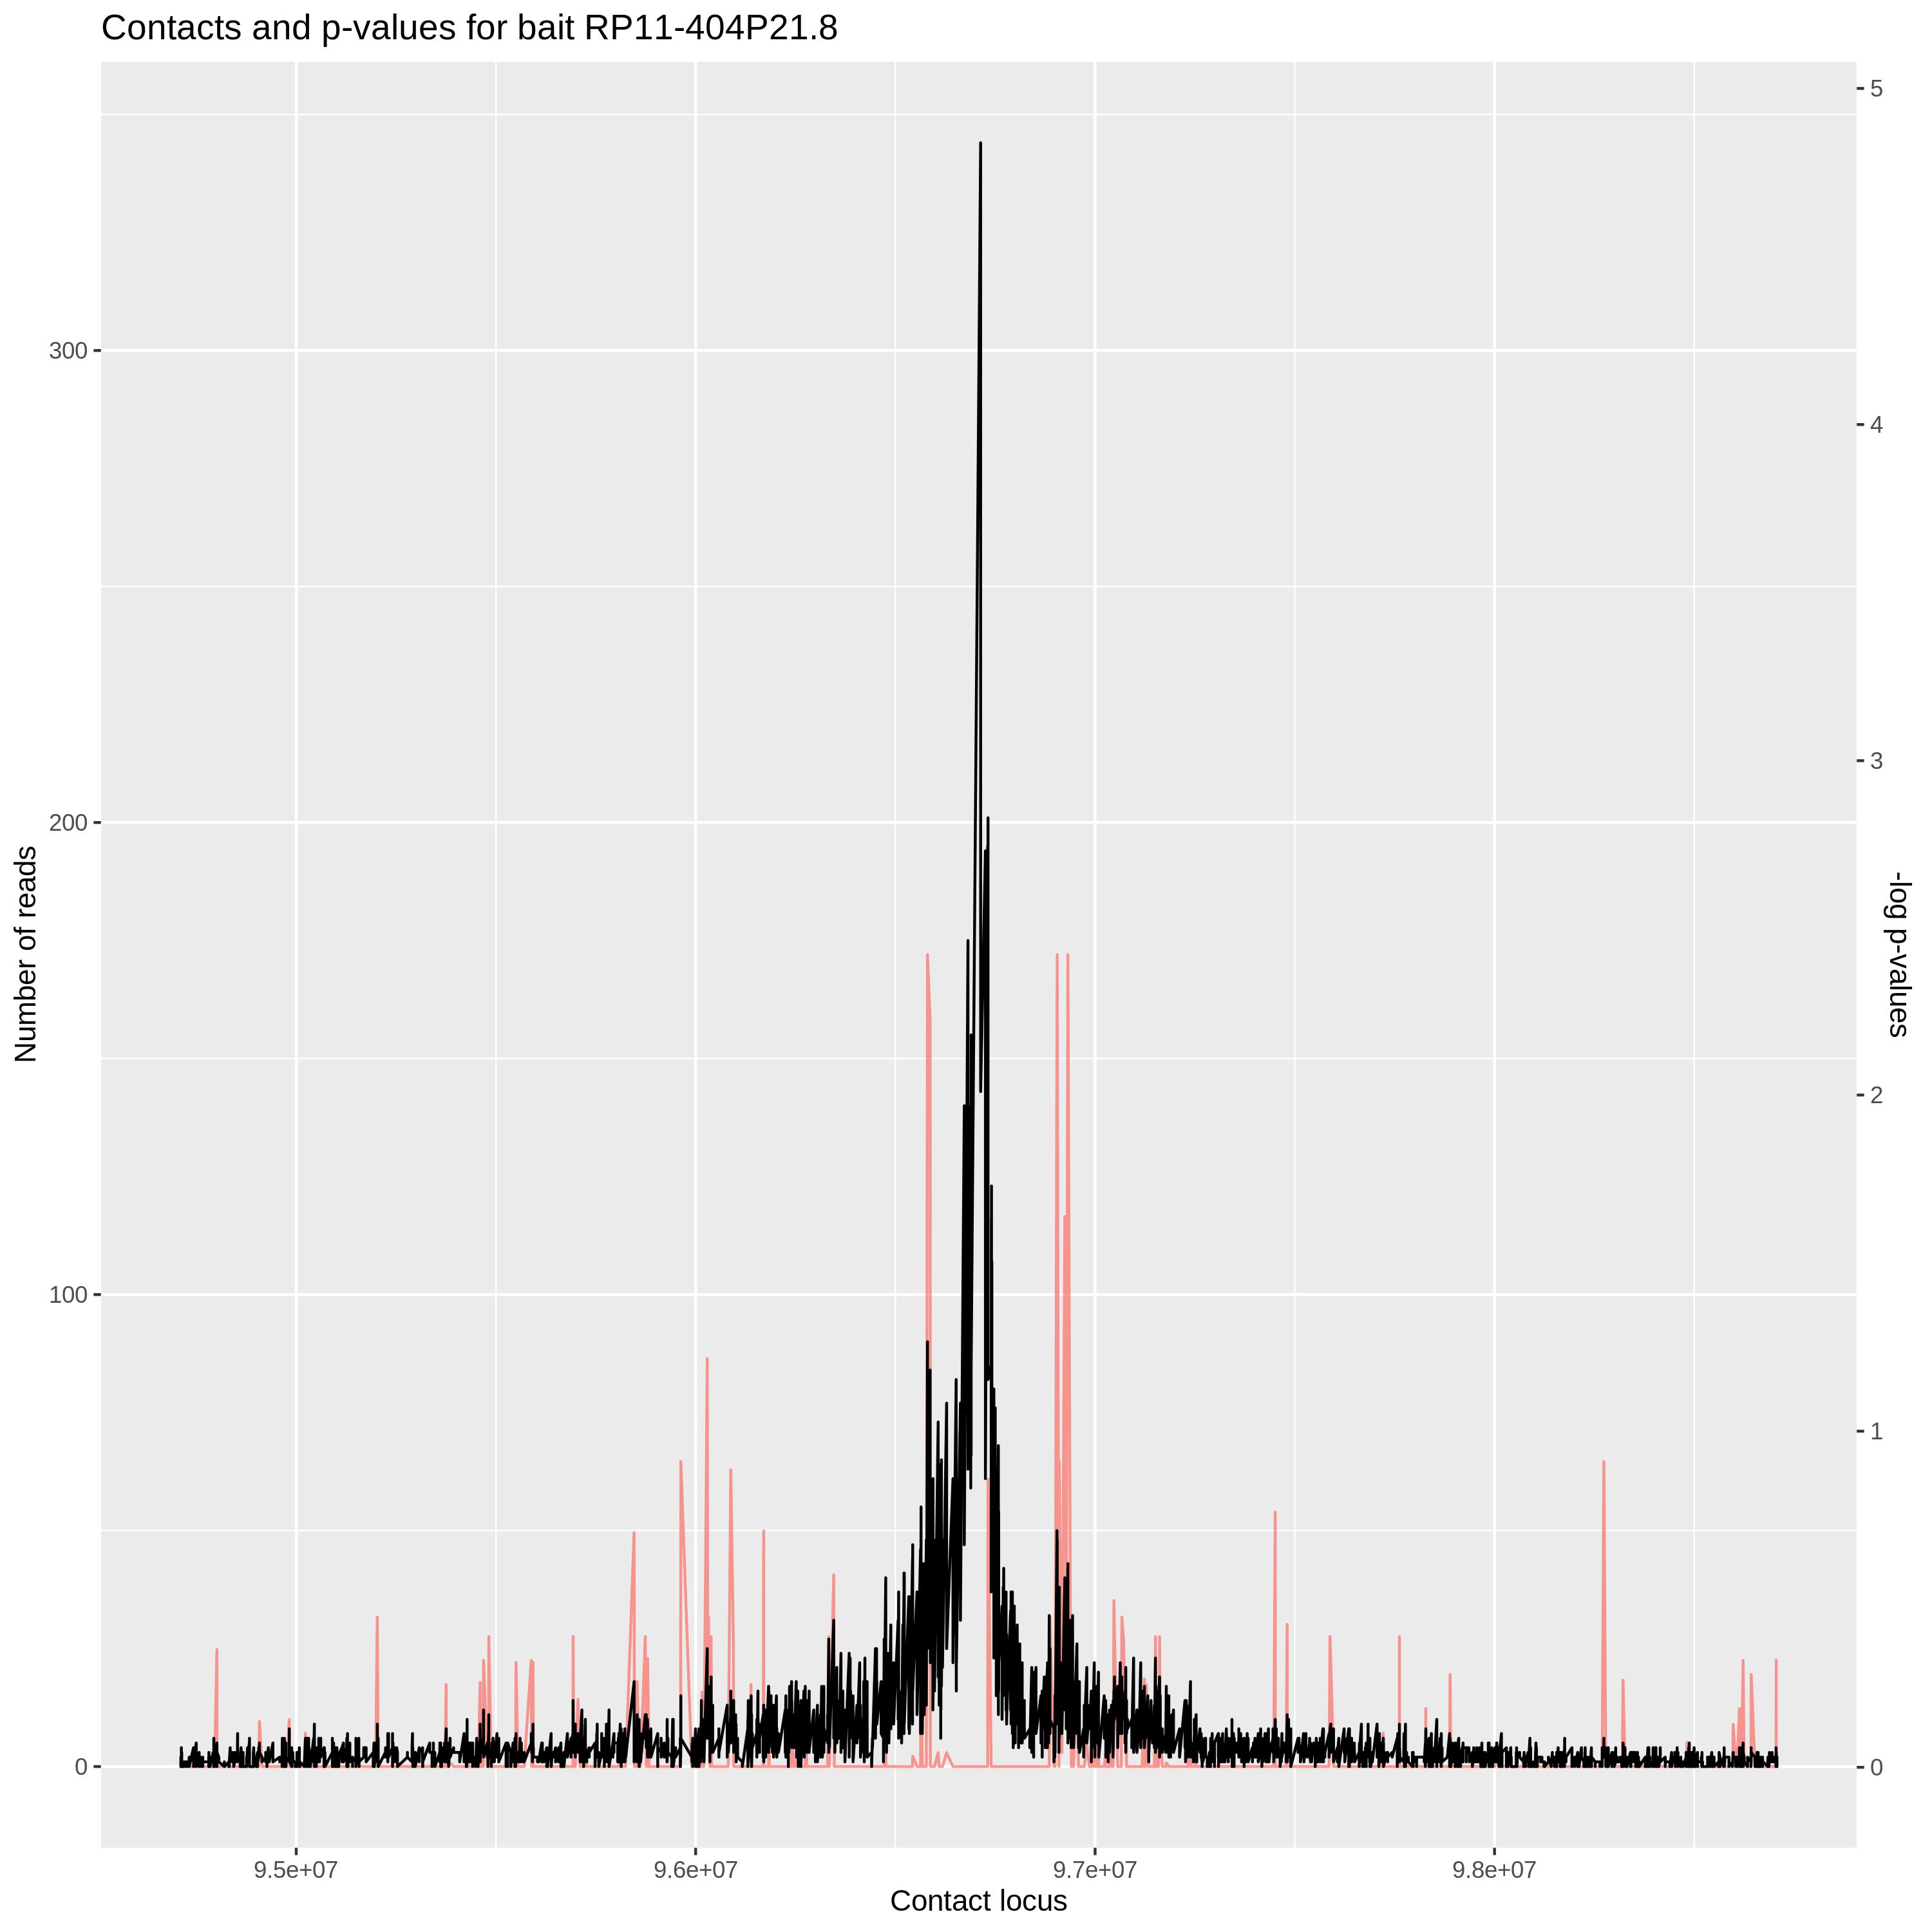 Contacts and p-values for bait RP11-404P21.8
5
4
3
2
1
0
300
200
100
0
Number of reads
-log p-values
9.5e+07 9.6e+07 9.7e+07 9.8e+07
Contact locus